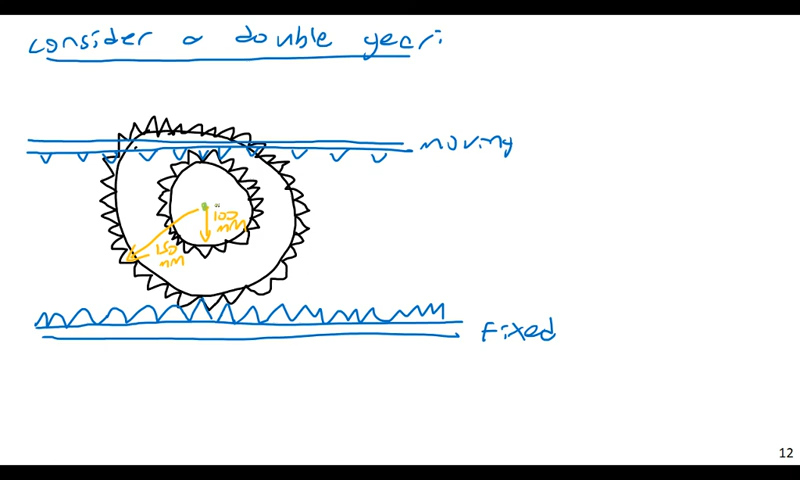 consider a double gear:
moving
100
mm
150
mm
Fixed
12